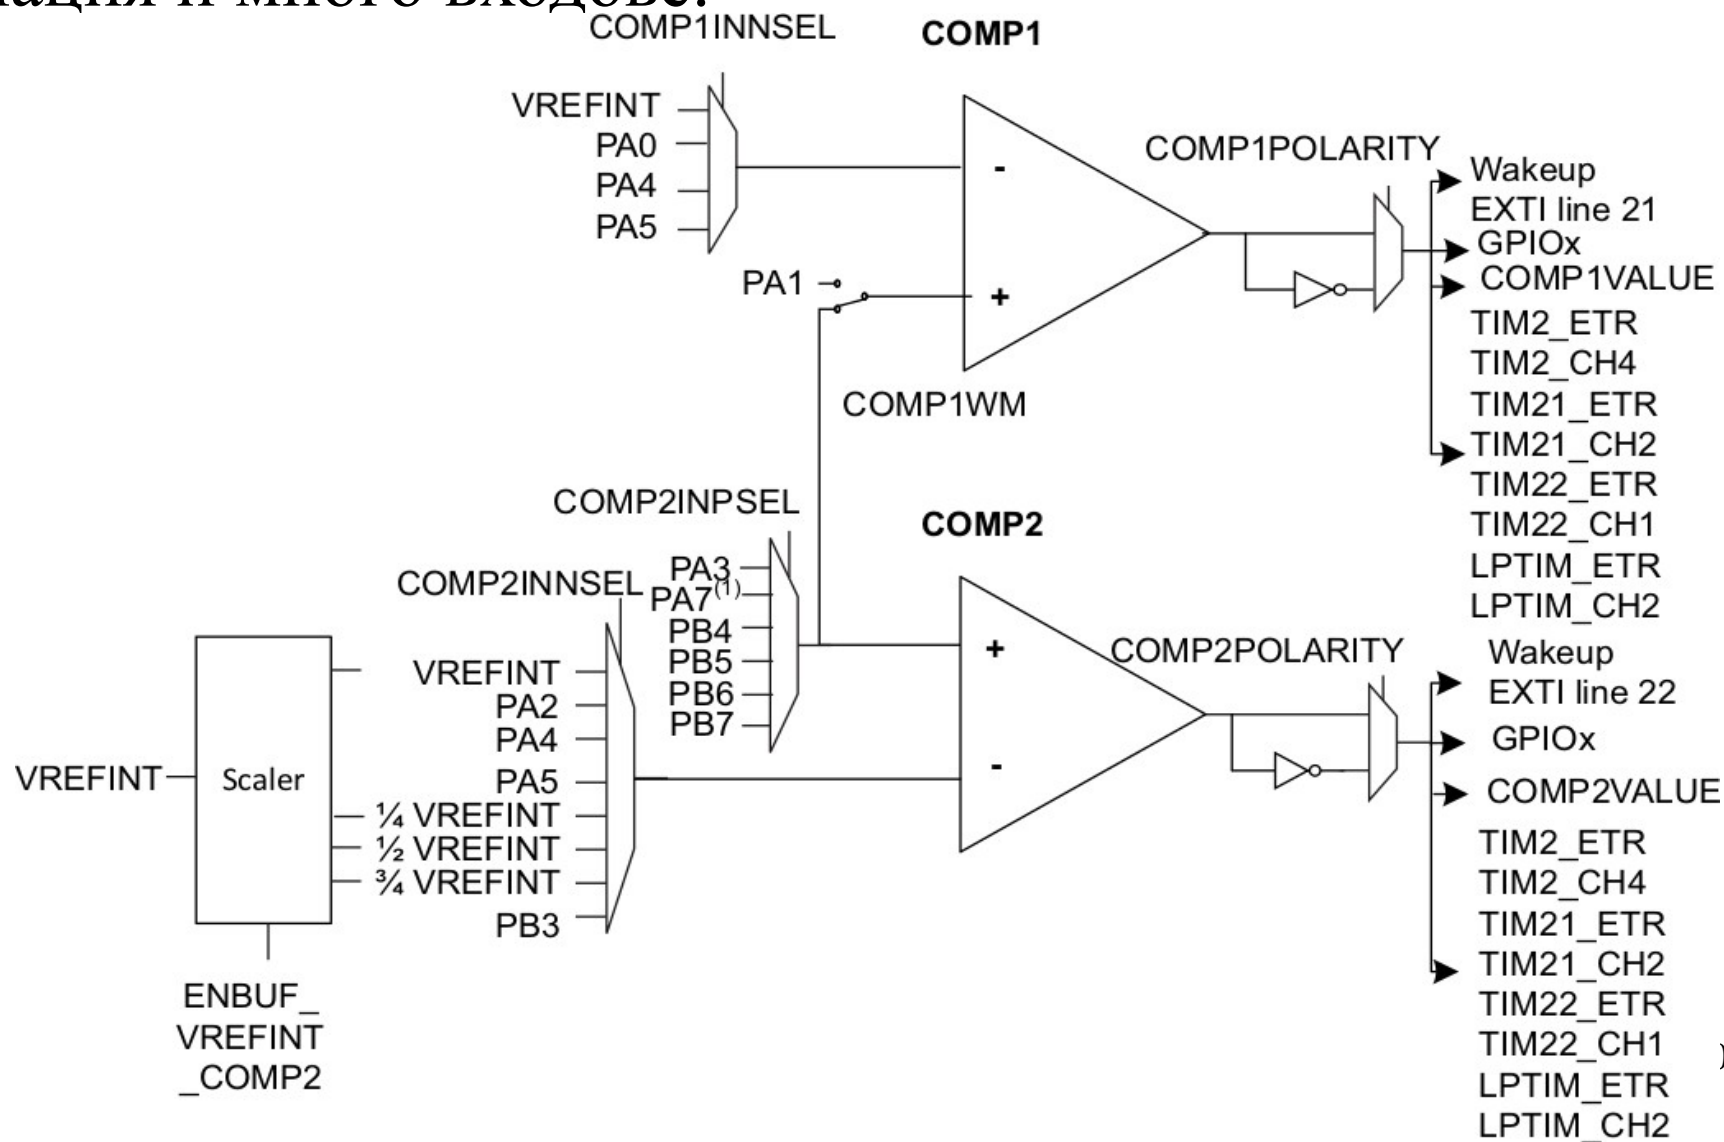 много входове.
COMP1INNSEL
COMP1
VREFINT
PA0
PA4
PA5
-
PA1
+
COMP1WM
COMP1POLARITY
Wakeup
EXTI line 21
GPIOx
COMP1VALUE
TIM2_ETR
TIM2_CH4
TIM21_ETR
TIM21_CH2
TIM22_ETR
TIM22_CH1
LPTIM_ETR
LPTIM_CH2
COMP2INPSEL
COMP2
PA3
PA7(1)
PB4
PB5
PB6
PB7
COMP2INNSEL
VREFINT
PA2
PA4
PA5
¼ VREFINT
½ VREFINT
¾ VREFINT
PB3
VREFINT
Scaler
ENBUF_
VREFINT
_COMP2
+
-
COMP2POLARITY
Wakeup
EXTI line 22
GPIOx
COMP2VALUE
TIM2_ETR
TIM2_CH4
TIM21_ETR
TIM21_CH2
TIM22_ETR
TIM22_CH1
LPTIM_ETR
LPTIM_CH2
)